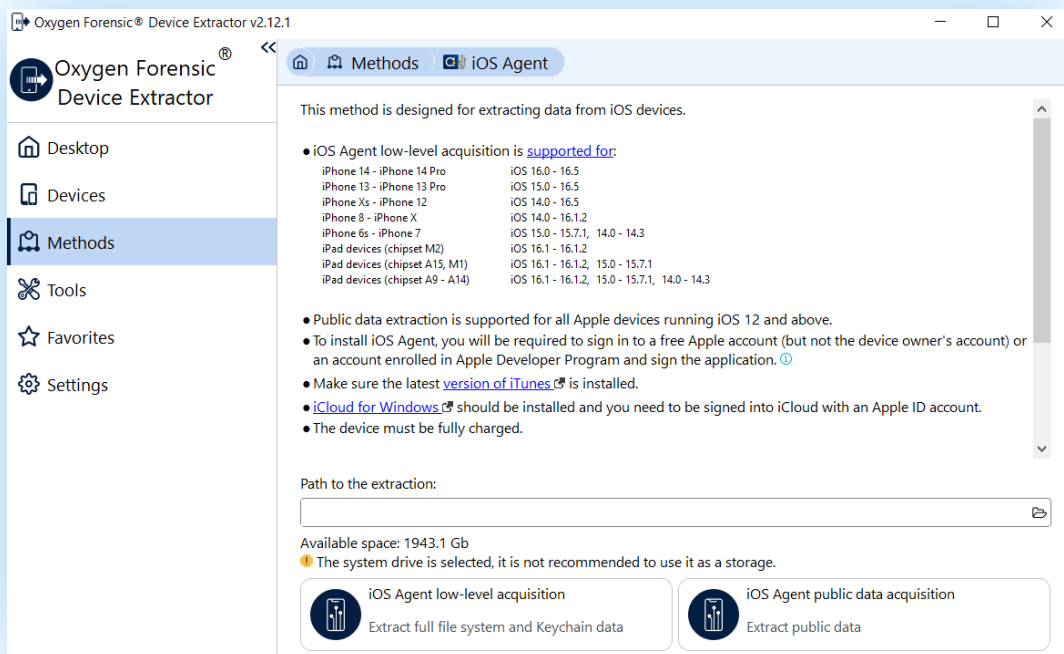 Oxygen Forensic® Device Extractor v2.12.1
Oxygen Forensic®
Device Extractor
Desktop
Devices
Methods
Tools
Favorites
Settings
Methods iOS Agent
This method is designed for extracting data from iOS devices.
● iOS Agent low-level acquisition is supported for:
iPhone 14 - iPhone 14 Pro iOS 16.0 - 16.5
iPhone 13 - iPhone 13 Pro iOS 15.0 - 16.5
iPhone Xs - iPhone 12 iOS 14.0 - 16.5
iPhone 8 - iPhone X iOS 14.0 - 16.1.2
iPhone 6s - iPhone 7 iOS 15.0 - 15.7.1, 14.0 - 14.3
iPad devices (chipset M2) iOS 16.1 - 16.1.2
iPad devices (chipset A15, M1) iOS 16.1 - 16.1.2, 15.0 - 15.7.1
iPad devices (chipset A9 - A14) iOS 16.1 - 16.1.2, 15.0 - 15.7.1, 14.0 - 14.3
● Public data extraction is supported for all Apple devices running iOS 12 and above.
● To install iOS Agent, you will be required to sign in to a free Apple account (but not the device owner's account) or
an account enrolled in Apple Developer Program and sign the application.
● Make sure the latest version of iTunes is installed.
● iCloud for Windows should be installed and you need to be signed into iCloud with an Apple ID account.
● The device must be fully charged.
Path to the extraction:
Available space: 1943.1 Gb
The system drive is selected, it is not recommended to use it as a storage.
iOS Agent low-level acquisition
Extract full file system and Keychain data
iOS Agent public data acquisition
Extract public data